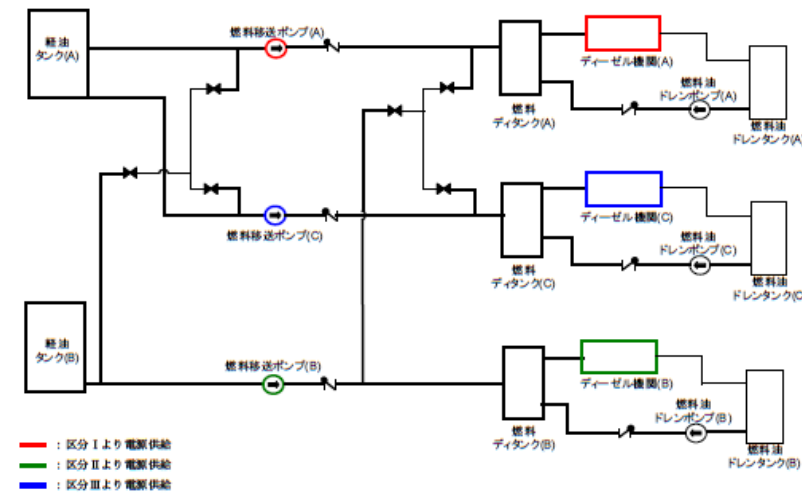 軽油
タンク(A)
燃料移送ポンプ(A)
燃料
ディタンク(A)
ディーゼル機関(A)
燃料油
ドレンポンプ(A)
燃料油
ドレンタンク(A)
燃料移送ポンプ(C)
燃料
ディタンク(C)
ディーゼル機関(C)
燃料油
ドレンポンプ(C)
燃料油
ドレンタンク(C)
軽油
タンク(B)
燃料移送ポンプ(B)
燃料
ディタンク(B)
ディーゼル機関(B)
燃料油
ドレンポンプ(B)
燃料油
ドレンタンク(B)
：区分Ⅰより電源供給
：区分Ⅱより電源供給
：区分Ⅲより電源供給